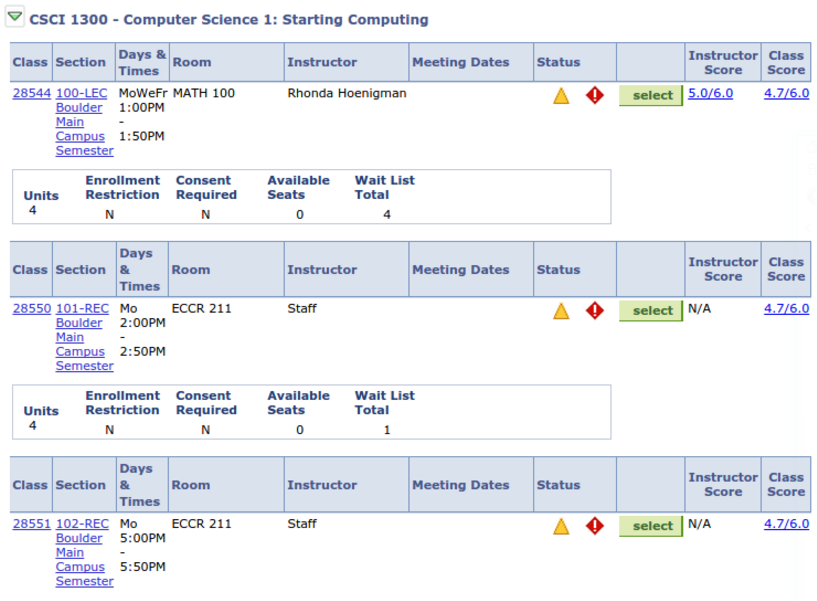 CSCI 1300 - Computer Science 1: Starting Computing
Class Section Days & Times Room Instructor Meeting Dates Status Instructor Score Class Score
28544 100-LEC MoWeFr MATH 100 Rhonda Hoenigman select 5.0/6.0 4.7/6.0
Boulder 1:00PM
Main -
Campus 1:50PM
Semester
Units Enrollment Restriction Consent Required Available Seats Wait List Total
4 N N 0 4
Class Section Days & Times Room Instructor Meeting Dates Status Instructor Score Class Score
28550 101-REC Mo ECCR 211 Staff select N/A 4.7/6.0
Boulder 2:00PM
Main -
Campus 2:50PM
Semester
Units Enrollment Restriction Consent Required Available Seats Wait List Total
4 N N 0 1
Class Section Days & Times Room Instructor Meeting Dates Status Instructor Score Class Score
28551 102-REC Mo ECCR 211 Staff select N/A 4.7/6.0
Boulder 5:00PM
Main -
Campus 5:50PM
Semester